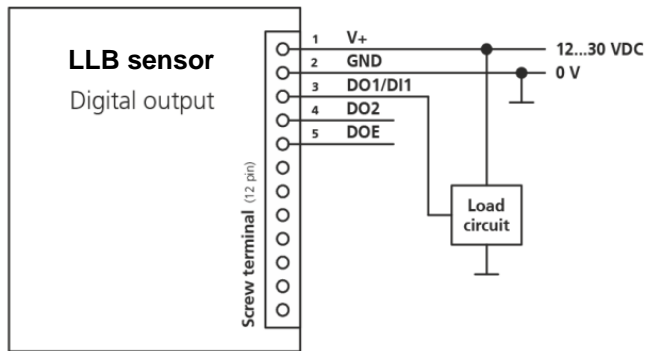 LLB sensor
Digital output
Screw terminal (12 pin)
1 V+
2 GND
3 DO1/DI1
4 DO2
5 DOE
12...30 VDC
0 V
Load
circuit